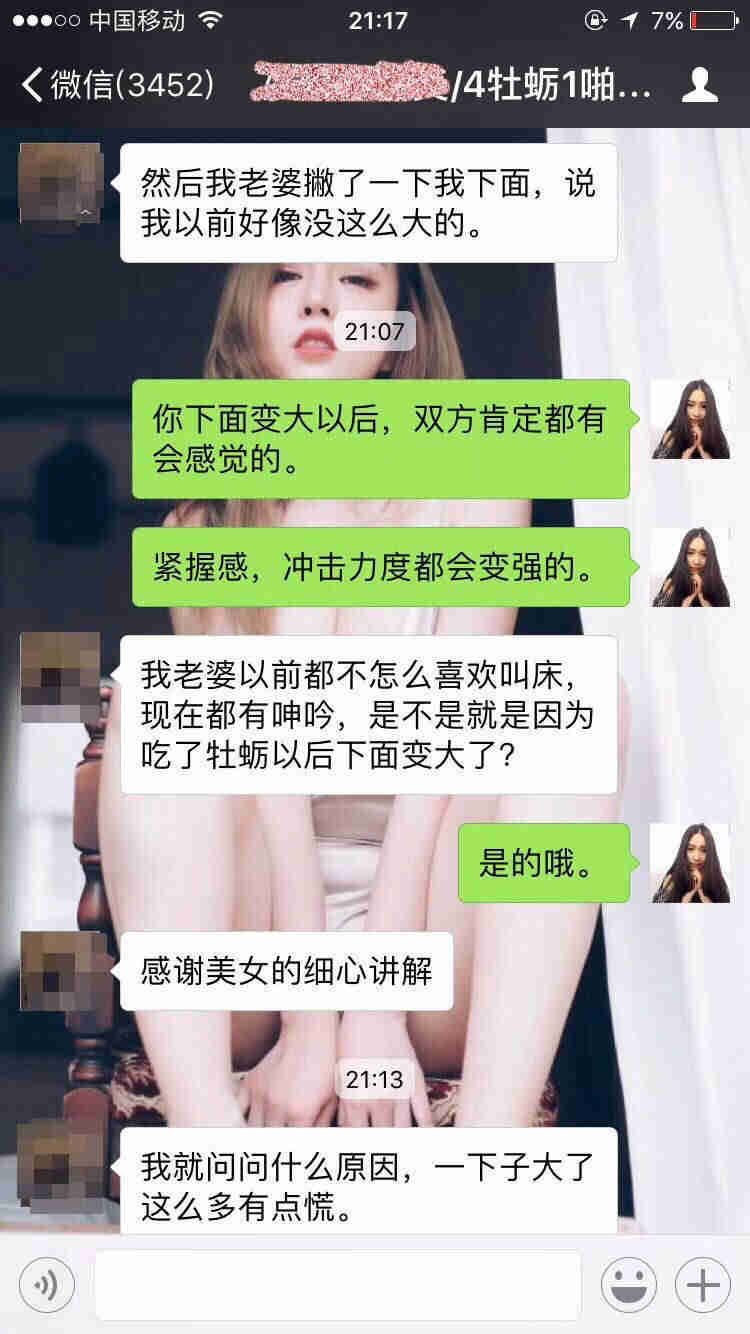 中国移动 21:17 7%
微信(3452) /4牡蛎1啪...
然后我老婆撇了一下我下面，说
我以前好像没这么大的。
21:07
你下面变大以后，双方肯定都有
会感觉的。
紧握感，冲击力度都会变强的。
我老婆以前都不怎么喜欢叫床，
现在都有呻吟，是不是就是因为
吃了牡蛎以后下面变大了?
是的哦。
感谢美女的细心讲解
21:13
我就问问什么原因，一下子大了
这么多有点慌。